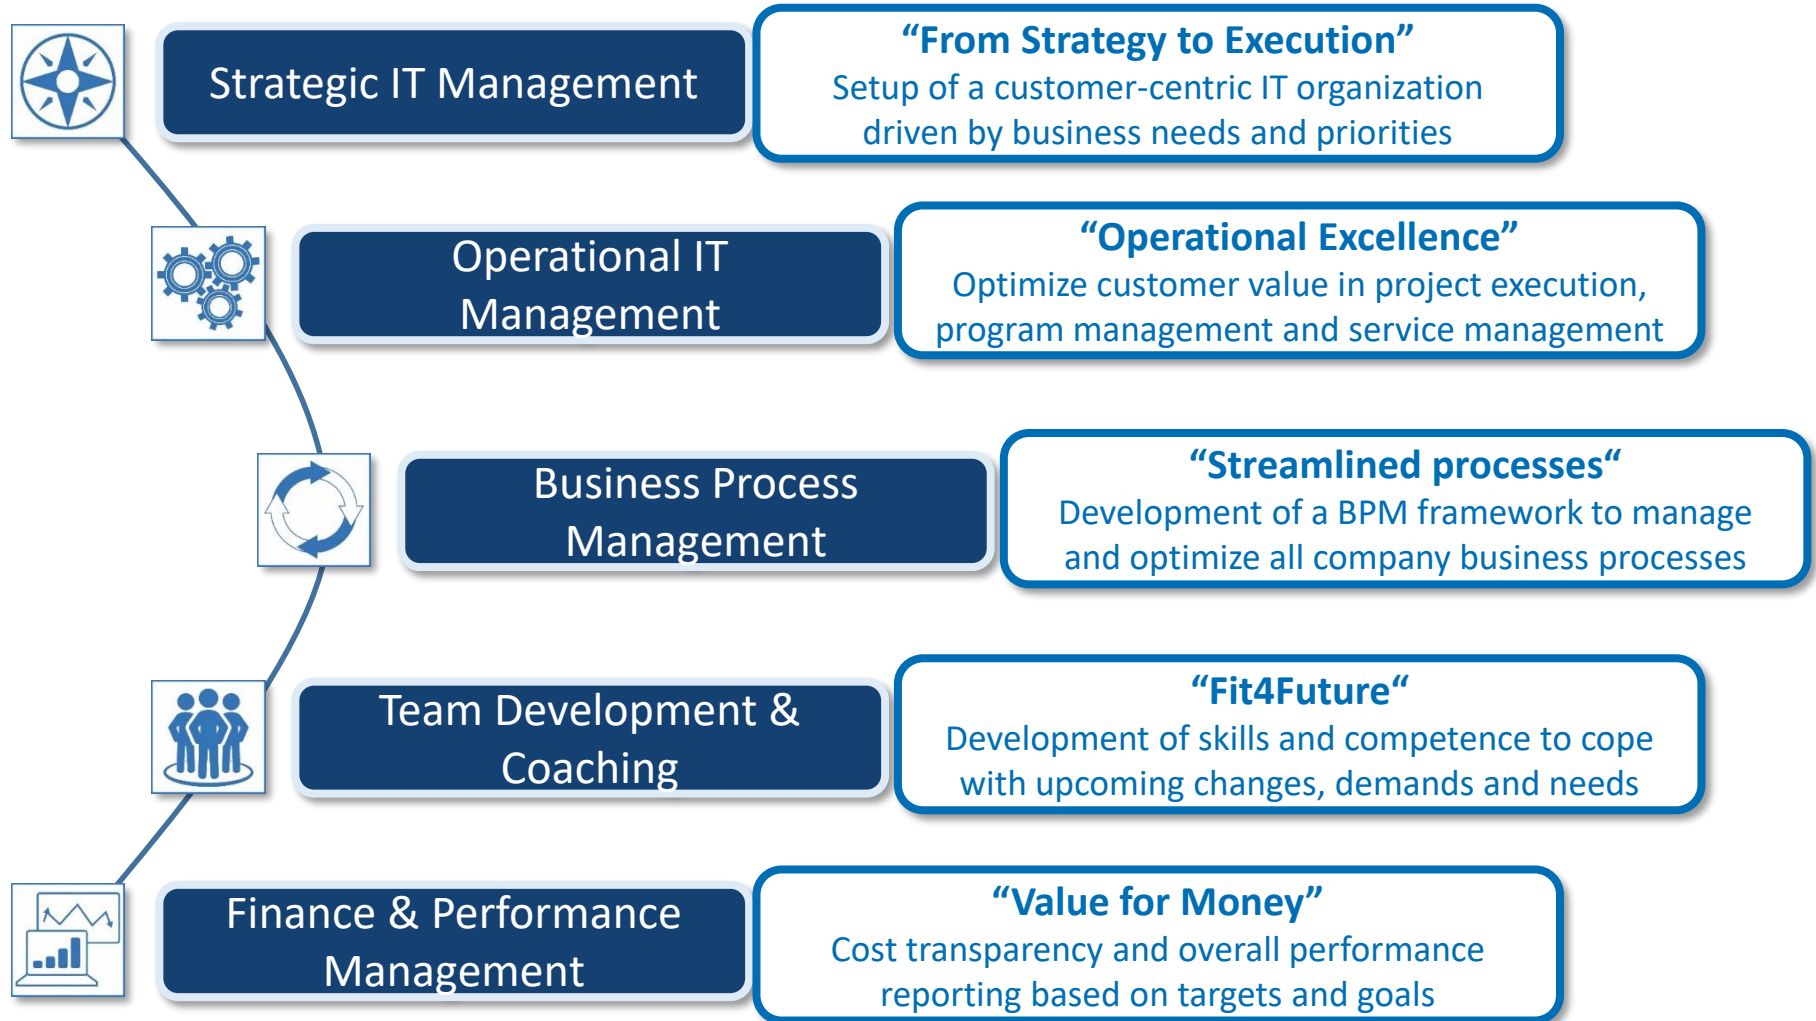 Strategic IT Management
“From Strategy to Execution”
Setup of a customer-centric IT organization
driven by business needs and priorities
Operational IT
Management
“Operational Excellence”
Optimize customer value in project execution,
program management and service management
Business Process
Management
“Streamlined processes“
Development of a BPM framework to manage
and optimize all company business processes
Team Development &
Coaching
“Fit4Future“
Development of skills and competence to cope
with upcoming changes, demands and needs
Finance & Performance
Management
“Value for Money”
Cost transparency and overall performance
reporting based on targets and goals